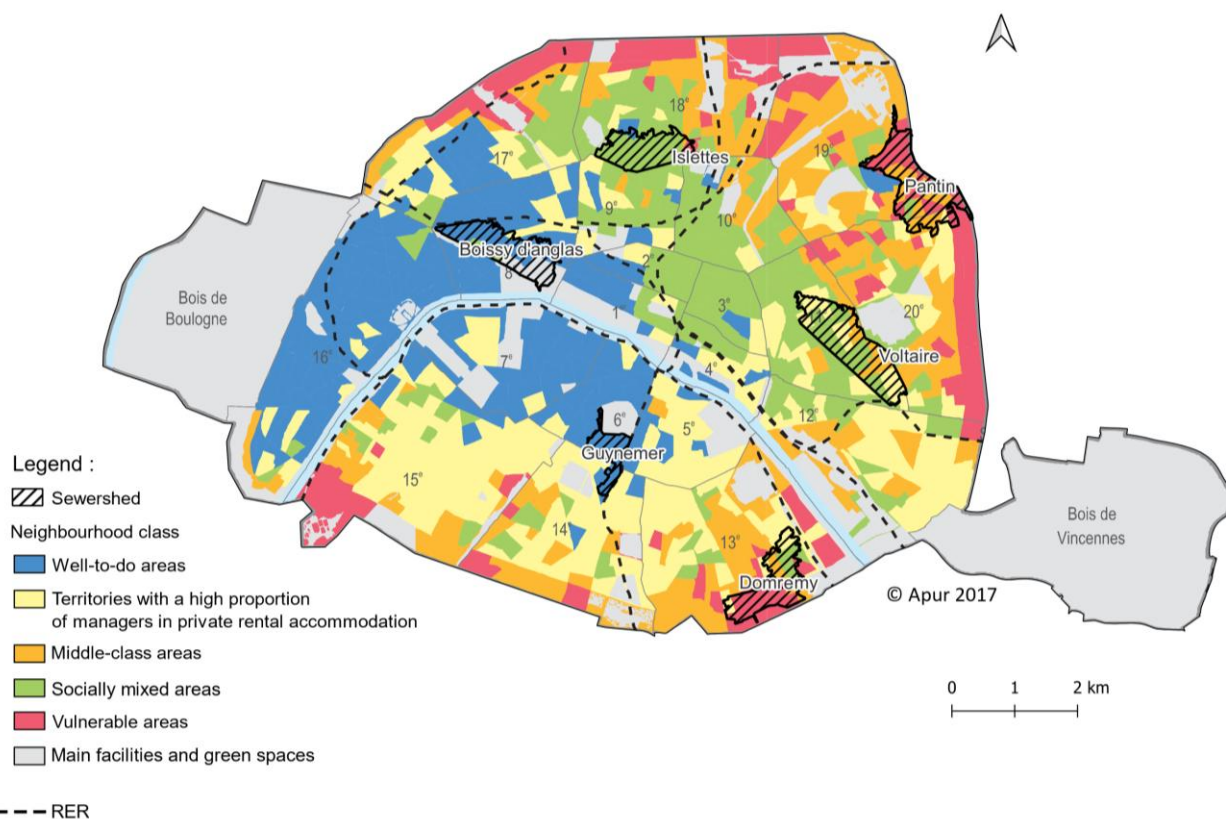 18e
Islettes
17e
19e
Pantin
9e
10e
Boissy d'anglas
2e
8e
Bois de
Boulogne
1e
3e
11e
20e
16e
7e
Voltaire
4e
12e
6e
5e
Guynemer
Legend :
Sewershed
15e
Neighbourhood class
14e
13e
Bois de
Vincennes
Well-to-do areas
Domremy
© Apur 2017
Territories with a high proportion
of managers in private rental accommodation
Middle-class areas
Socially mixed areas
0 1 2 km
Vulnerable areas
Main facilities and green spaces
RER